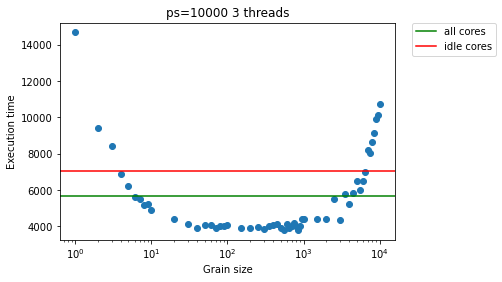 ps=10000 3 threads
all cores
idle cores
14000
12000
10000
8000
6000
4000
Execution time
10⁰
10¹
10²
10³
10⁴
Grain size